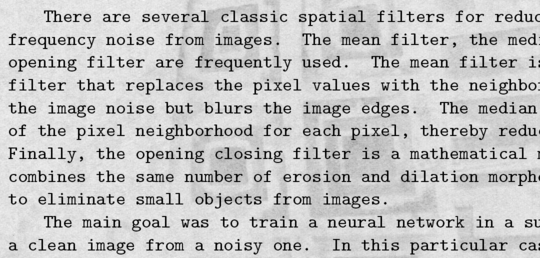 There are several classic spatial filters for reduc
frequency noise from images. The mean filter, the medi
opening filter are frequently used. The mean filter is
filter that replaces the pixel values with the neighbor
the image noise but blurs the image edges. The median
of the pixel neighborhood for each pixel, thereby reduc
Finally, the opening closing filter is a mathematical
combines the same number of erosion and dilation morpho
to eliminate small objects from images.
The main goal was to train a neural network in a su
a clean image from a noisy one. In this particular cas